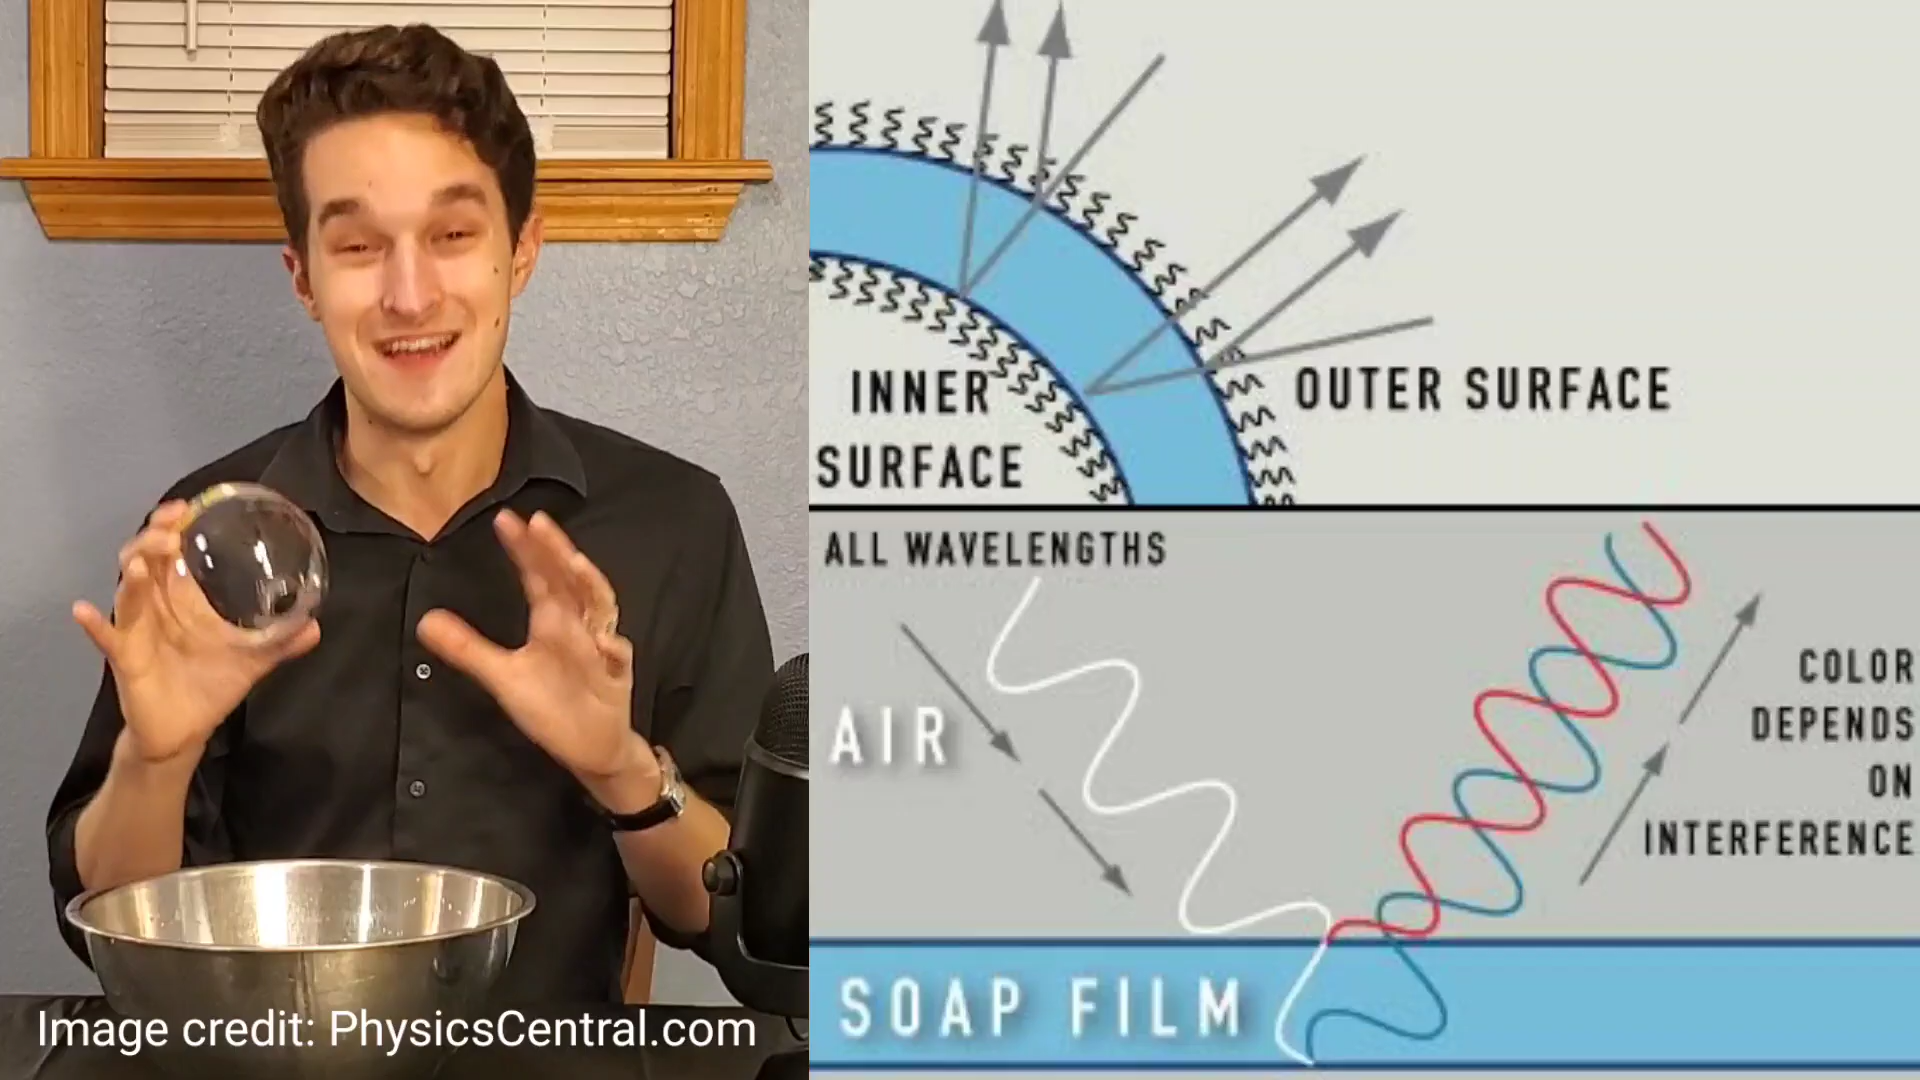 INNER
SURFACE
OUTER SURFACE
ALL WAVELENGTHS
AIR
COLOR
DEPENDS
ON
INTERFERENCE
SOAP FILM
Image credit: PhysicsCentral.com